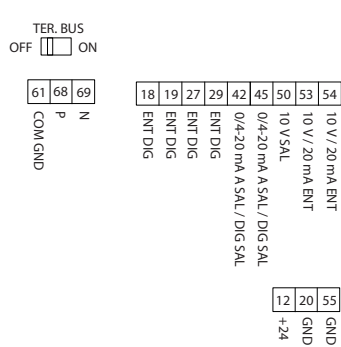 TER. BUS
OFF ON
61 68 69
COM GND
P
N
18 19 27 29 42 45 50 53 54
ENT DIG
ENT DIG
ENT DIG
ENT DIG
0/4-20 mA A SAL / DIG SAL
0/4-20 mA A SAL / DIG SAL
10 V SAL
10 V / 20 mA ENT
10 V / 20 mA ENT
12 20 55
+24
GND
GND